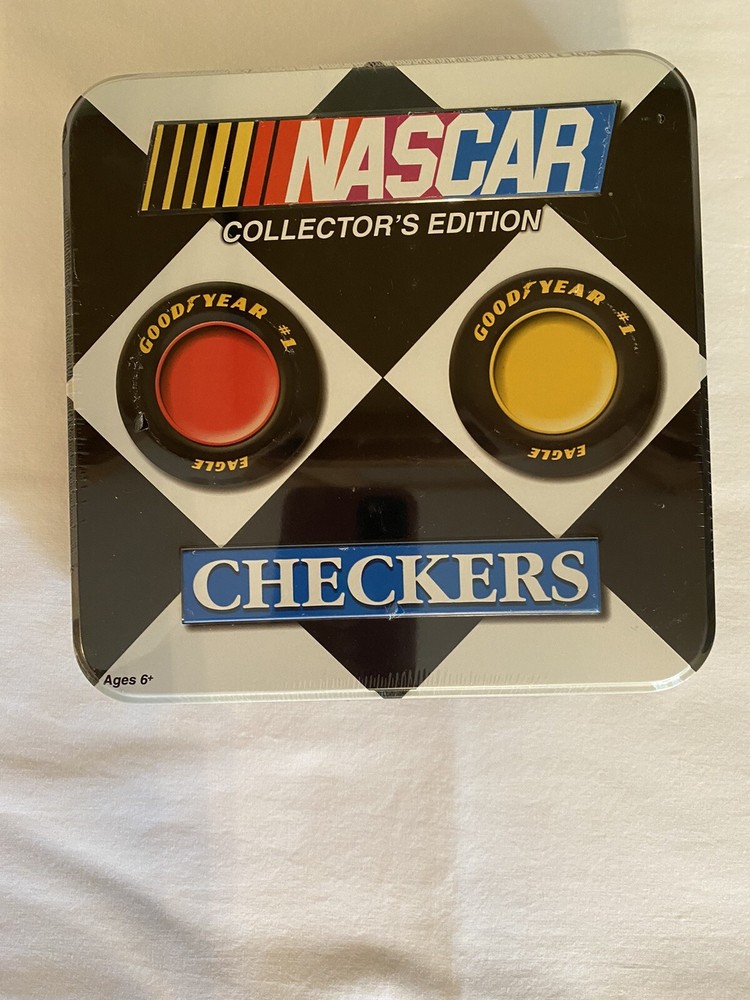 NASCAR
COLLECTOR'S EDITION
GOODYEAR #1
EAGLE
GOODYEAR #1
EAGLE
CHECKERS
Ages 6+